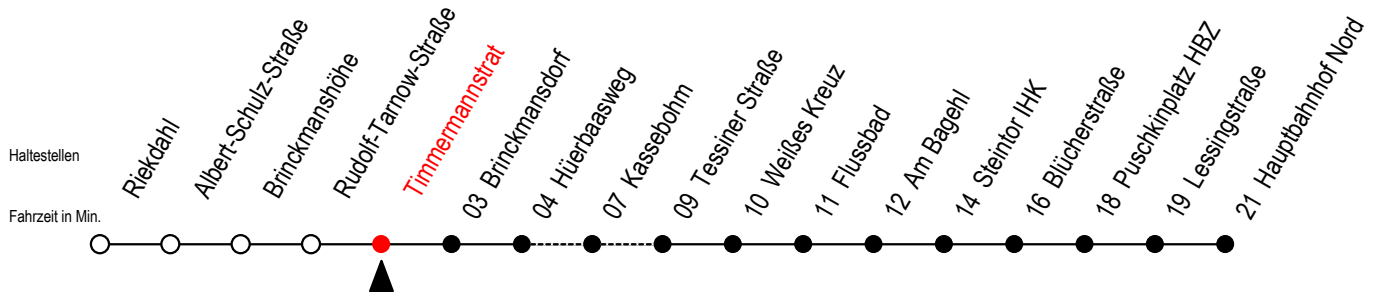 Haltestellen
Fahrzeit in Min.
Riekdahl
Albert-Schulz-Straße
Brinckmanshöhe
Rudolf-Tarnow-Straße
Timmermannstrat
03 Brinckmansdorf
04 Hüerbaasweg
07 Kassebohm
09 Tessiner Straße
10 Weißes Kreuz
11 Flussbad
12 Am Bagehl
14 Steintor IHK
16 Blücherstraße
18 Puschkinplatz HBZ
19 Lessingstraße
21 Hauptbahnhof Nord